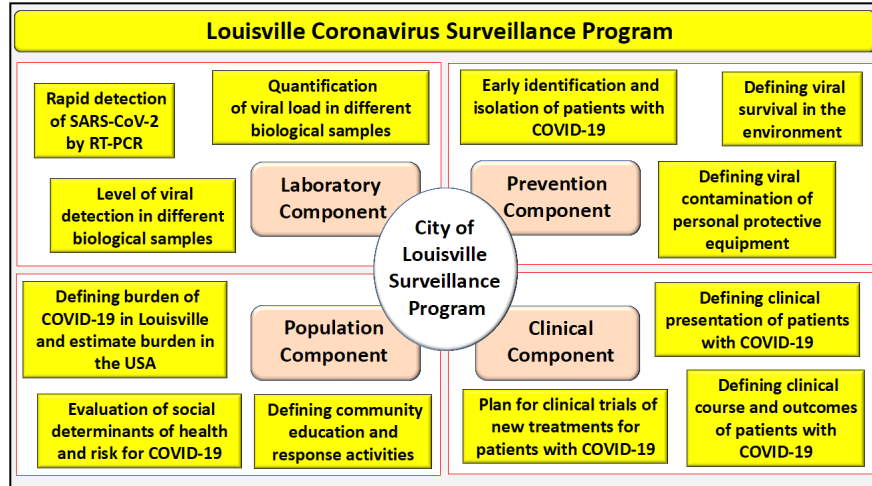 Louisville Coronavirus Surveillance Program
Rapid detection
of SARS-CoV-2
by RT-PCR
Quantification
of viral load in different
biological samples
Level of viral
detection in different
biological samples
Laboratory
Component
Early identification and
isolation of patients with
COVID-19
Defining viral
survival in the
environment
Prevention
Component
Defining viral
contamination of
personal protective
equipment
City of
Louisville
Surveillance
Program
Defining burden of
COVID-19 in Louisville
and estimate burden in
the USA
Population
Component
Evaluation of social
determinants of health
and risk for COVID-19
Defining community
education and
response activities
Clinical
Component
Defining clinical
presentation of patients
with COVID-19
Plan for clinical trials of
new treatments for
patients with COVID-19
Defining clinical
course and outcomes
of patients with
COVID-19